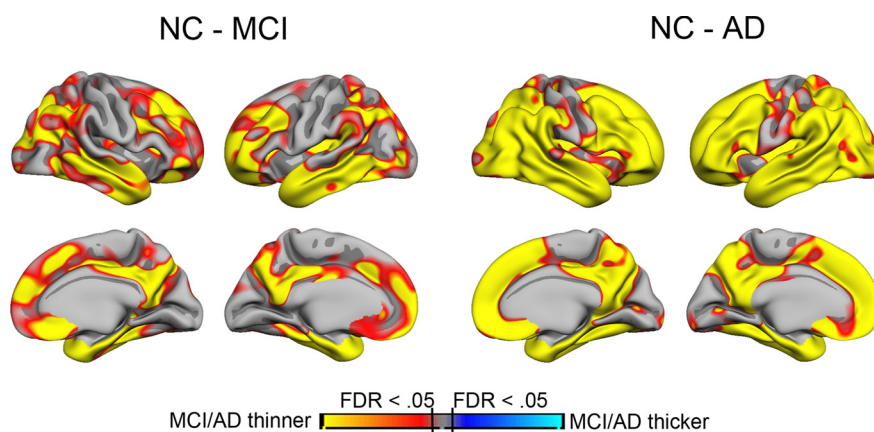 NC - MCI
NC - AD
FDR < .05 FDR < .05
MCI/AD thinner MCI/AD thicker